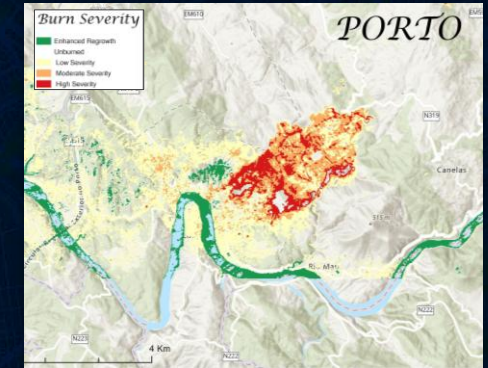 Burn Severity
Enhanced Regrowth
Unburned
Low Severity
Moderate Severity
High Severity
PORTO
EM610
N319
Canelas
N222
N222
N222
4 Km